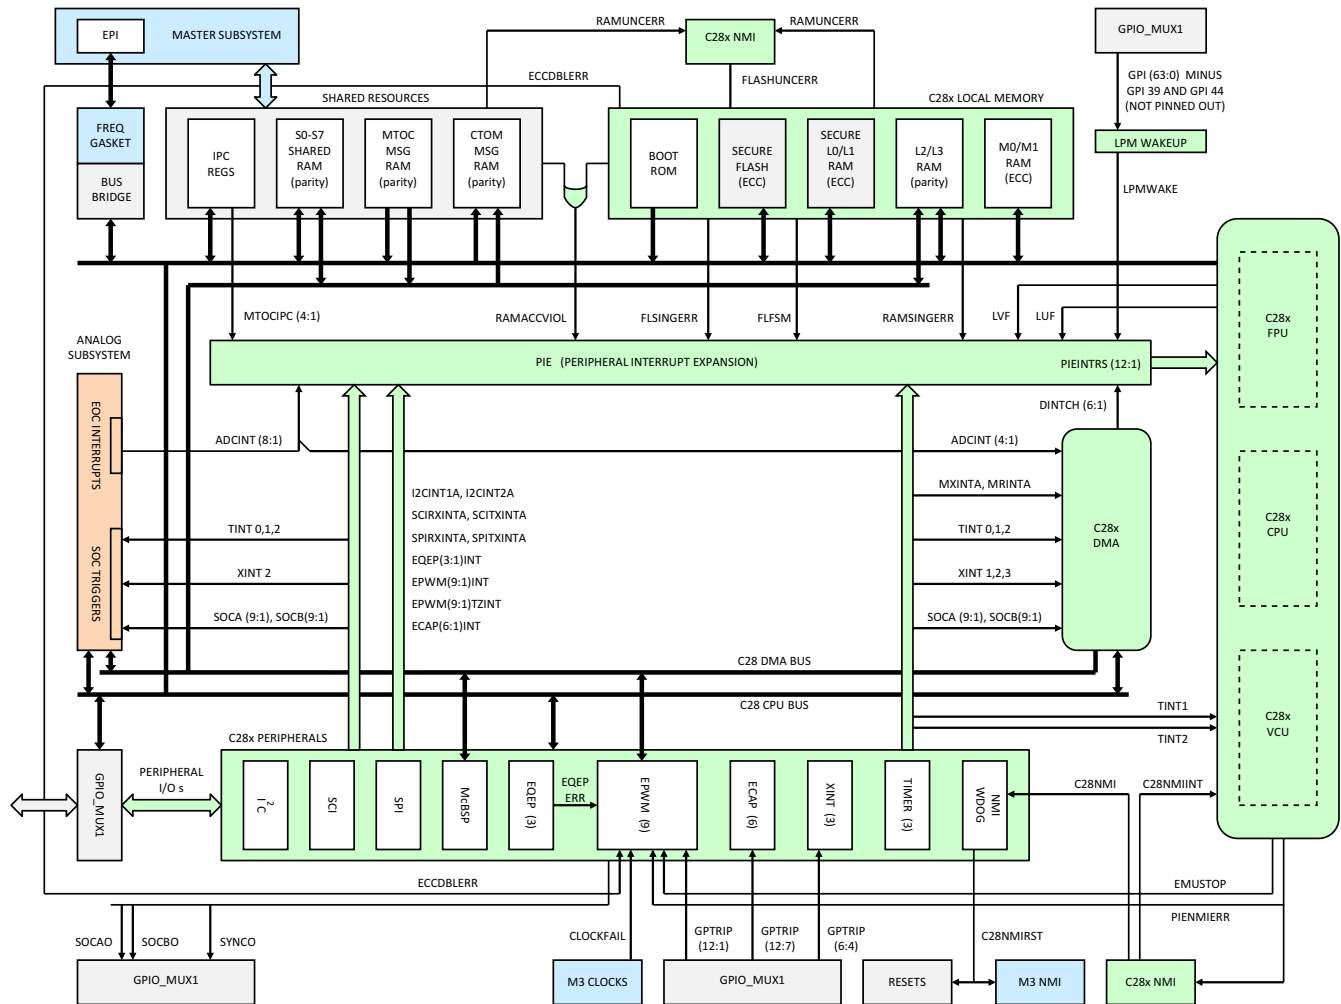 EPI
MASTER SUBSYSTEM
RAMUNCERR
C28x NMI
RAMUNCERR
GPIO_MUX1
ECCDBLERR
FLASHUNCERR
GPI (63:0) MINUS
GPI 39 AND GPI 44
(NOT PINNED OUT)
SHARED RESOURCES
C28x LOCAL MEMORY
FREQ
GASKET
BUS
BRIDGE
IPC
REGS
S0-S7
SHARED
RAM
(parity)
MTOC
MSG
RAM
(parity)
CTOM
MSG
RAM
(parity)
BOOT
ROM
SECURE
FLASH
(ECC)
SECURE
L0/L1
RAM
(ECC)
L2/L3
RAM
(parity)
M0/M1
RAM
(ECC)
LPM WAKEUP
LPMWAKE
MTOCIPC (4:1)
RAMACCVIOL
FLSINGERR
FLFSM
RAMSINGERR
LVF
LUF
C28x
FPU
ANALOG
SUBSYSTEM
PIE (PERIPHERAL INTERRUPT EXPANSION)
PIEINTRS (12:1)
DINTCH (6:1)
EOC INTERRUPTS
ADCINT (8:1)
ADCINT (4:1)
I2CINT1A, I2CINT2A
SCIRXINTA, SCITXINTA
SPIRXINTA, SPITXINTA
EQEP(3:1)INT
EPWM(9:1)INT
EPWM(9:1)TZINT
ECAP(6:1)INT
MXINTA, MRINTA
SOC TRIGGERS
TINT 0,1,2
XINT 2
SOCA (9:1), SOCB(9:1)
TINT 0,1,2
XINT 1,2,3
SOCA (9:1), SOCB(9:1)
C28x
DMA
C28x
CPU
C28 DMA BUS
C28 CPU BUS
TINT1
TINT2
C28x
VCU
C28x PERIPHERALS
GPIO_MUX1
PERIPHERAL
I/O s
I 2 C
SCI
SPI
McBSP
EQEP
(3)
EQEP
ERR
EPWM
(9)
ECAP
(6)
XINT
(3)
TIMER
(3)
NMI
WDOG
C28NMI
C28NMIINT
ECCDBLERR
EMUSTOP
PIENMIERR
SOCAO
SOCBO
SYNCO
CLOCKFAIL
GPTRIP
(12:1)
GPTRIP
(12:7)
GPTRIP
(6:4)
C28NMIRST
GPIO_MUX1
M3 CLOCKS
GPIO_MUX1
RESETS
M3 NMI
C28x NMI